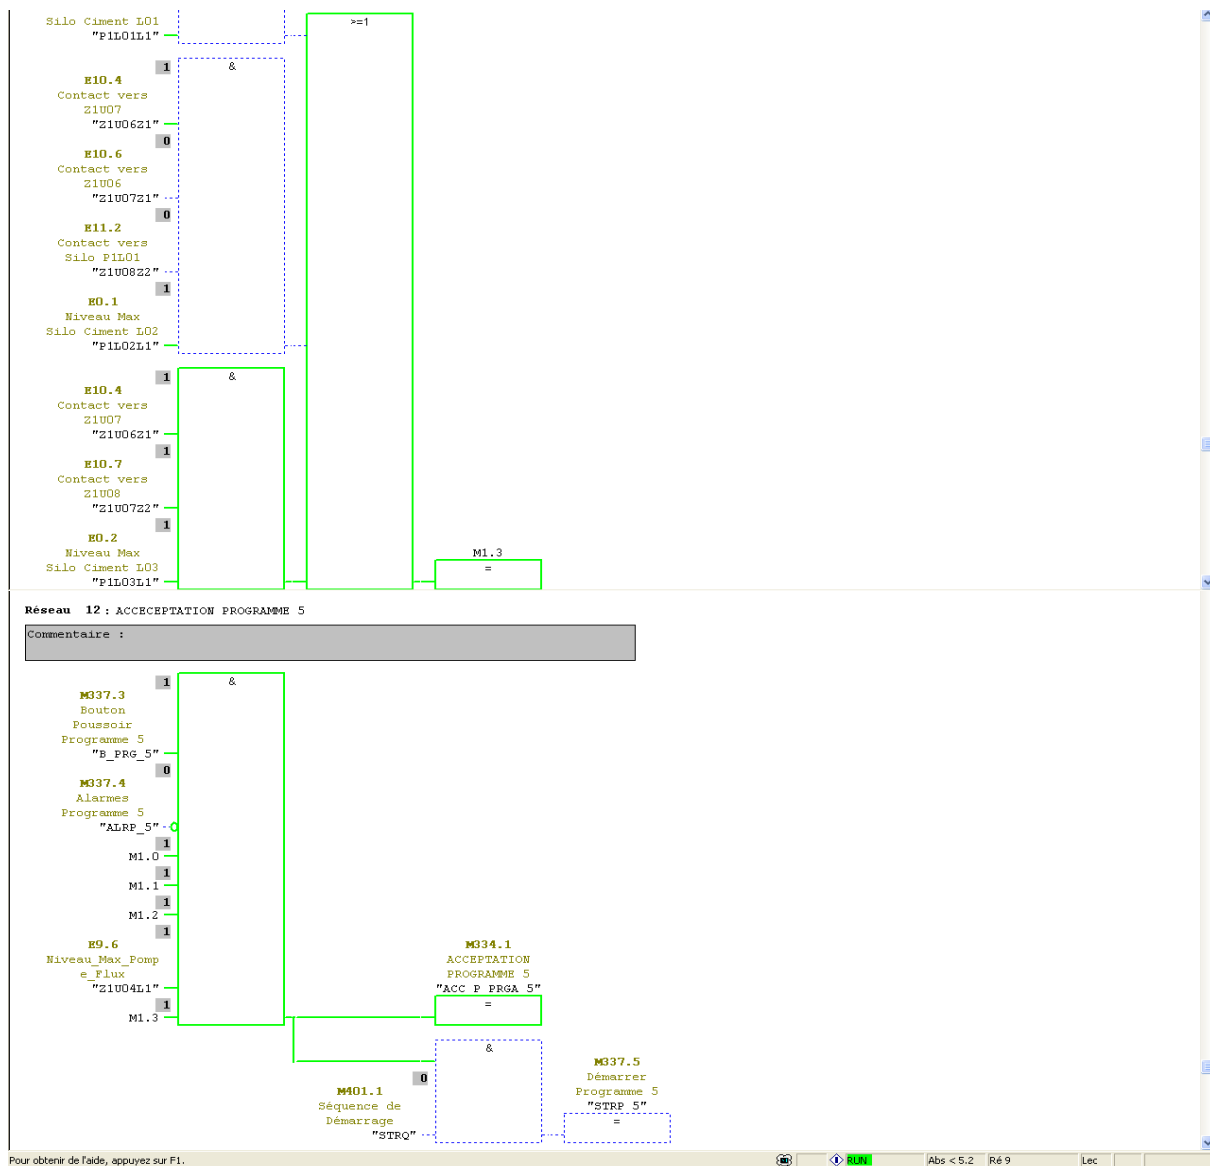 Silo Ciment L01
"P1L01L1"
>=1
1
&
E10.4
Contact vers
Z1U07
"Z1U06Z1"
0
E10.6
Contact vers
Z1U06
"Z1U07Z1"
0
E11.2
Contact vers
Silo P1L01
"Z1U08Z2"
1
E0.1
Niveau Max
Silo Ciment L02
"P1L02L1"
1
&
E10.4
Contact vers
Z1U07
"Z1U06Z1"
1
E10.7
Contact vers
Z1U08
"Z1U07Z2"
1
E0.2
Niveau Max
Silo Ciment L03
"P1L03L1"
M1.3
=
Réseau 12 : ACCECEPTATION PROGRAMME 5
Commentaire :
1
&
M337.3
Bouton
Poussoir
Programme 5
"B_PRG_5"
0
M337.4
Alarmes
Programme 5
"ALRP_5"
1
M1.0
1
M1.1
1
M1.2
1
E9.6
Niveau_Max_Pomp
e_Flux
"Z1U04L1"
1
M1.3
M334.1
ACCEPTATION
PROGRAMME 5
"ACC P PRGA 5"
=
&
0
M401.1
Séquence de
Démarrage
"STRQ"
M337.5
Démarrer
Programme 5
"STRP 5"
=
Pour obtenir de l'aide, appuyez sur F1.
RUN
Abs < 5.2
Ré 9
Lec